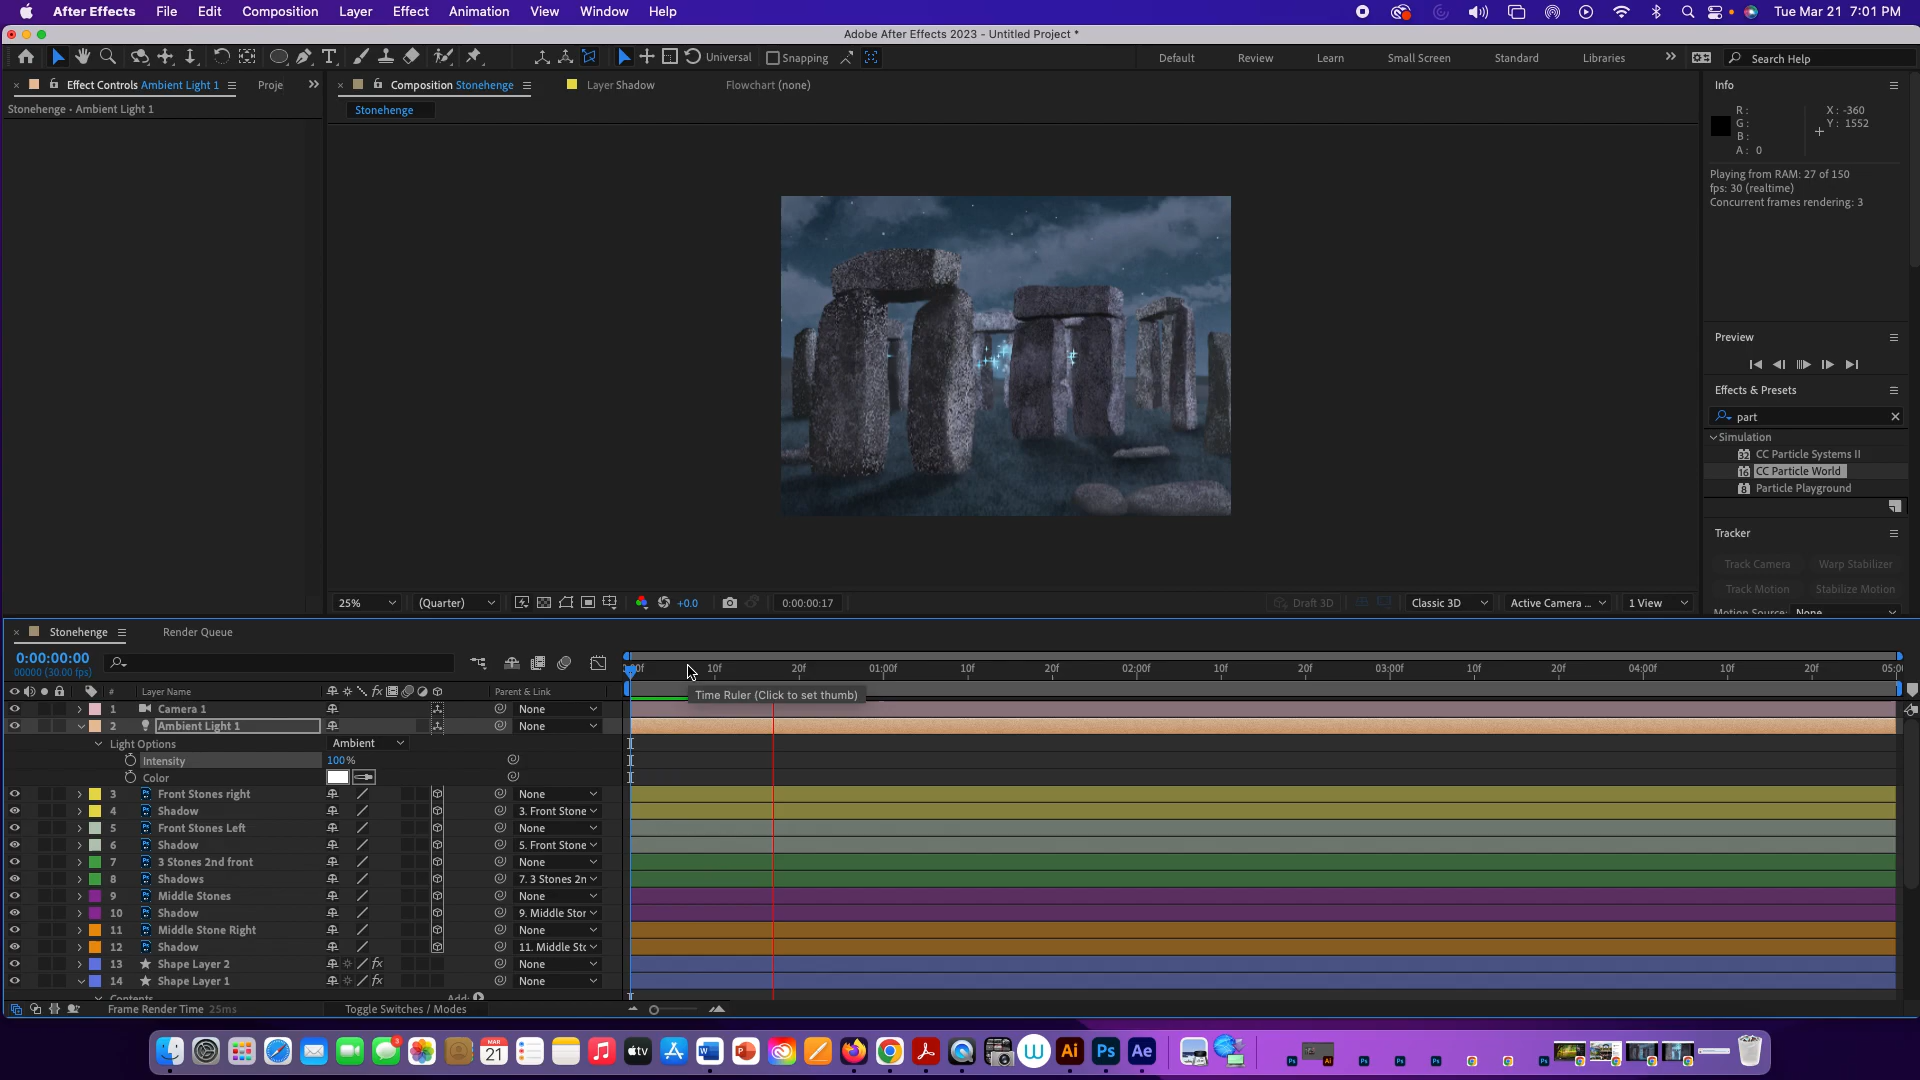 After Effects File Edit Composition Layer Effect Animation View Window Help Tue Mar 21 7:01 PM
Adobe After Effects 2023 - Untitled Project *
Universal Snapping Default Review Learn Small Screen Standard Libraries Search Help
Effect Controls Ambient Light 1 Proje Composition Stonehenge Layer Shadow Flowchart (none) Info
Stonehenge - Ambient Light 1 Stonehenge
R: X: -360
G: Y: 1552
B:
A: 0
Playing from RAM: 27 of 150
fps: 30 (realtime)
Concurrent frames rendering: 3
Preview
Effects & Presets
part
Simulation
CC Particle Systems II
CC Particle World
Particle Playground
Tracker
Track Camera Warp Stabilizer
Track Motion Stabilize Motion
Motion Source: None
25% (Quarter) +0.0 0:00:00:17 Draft 3D Classic 3D Active Camera ... 1 View
Stonehenge Render Queue
0:00:00:00
00000 (30.00 fps)
10f 20f 01:00f 10f 20f 02:00f 10f 20f 03:00f 10f 20f 04:00f 10f 20f 05:0
# Layer Name Parent & Link Time Ruler (Click to set thumb)
1 Camera 1 None
2 Ambient Light 1 None
Light Options Ambient
Intensity 100%
Color
3 Front Stones right None
4 Shadow 3. Front Stone
5 Front Stones Left None
6 Shadow 5. Front Stone
7 3 Stones 2nd front None
8 Shadows 7. 3 Stones 2n
9 Middle Stones None
10 Shadow 9. Middle Stor
11 Middle Stone Right None
12 Shadow 11. Middle Stc
13 Shape Layer 2 None
14 Shape Layer 1 None
Contents Add:
Frame Render Time 25ms Toggle Switches / Modes
MAR
21 3 tv W P W Ai Ps Ae